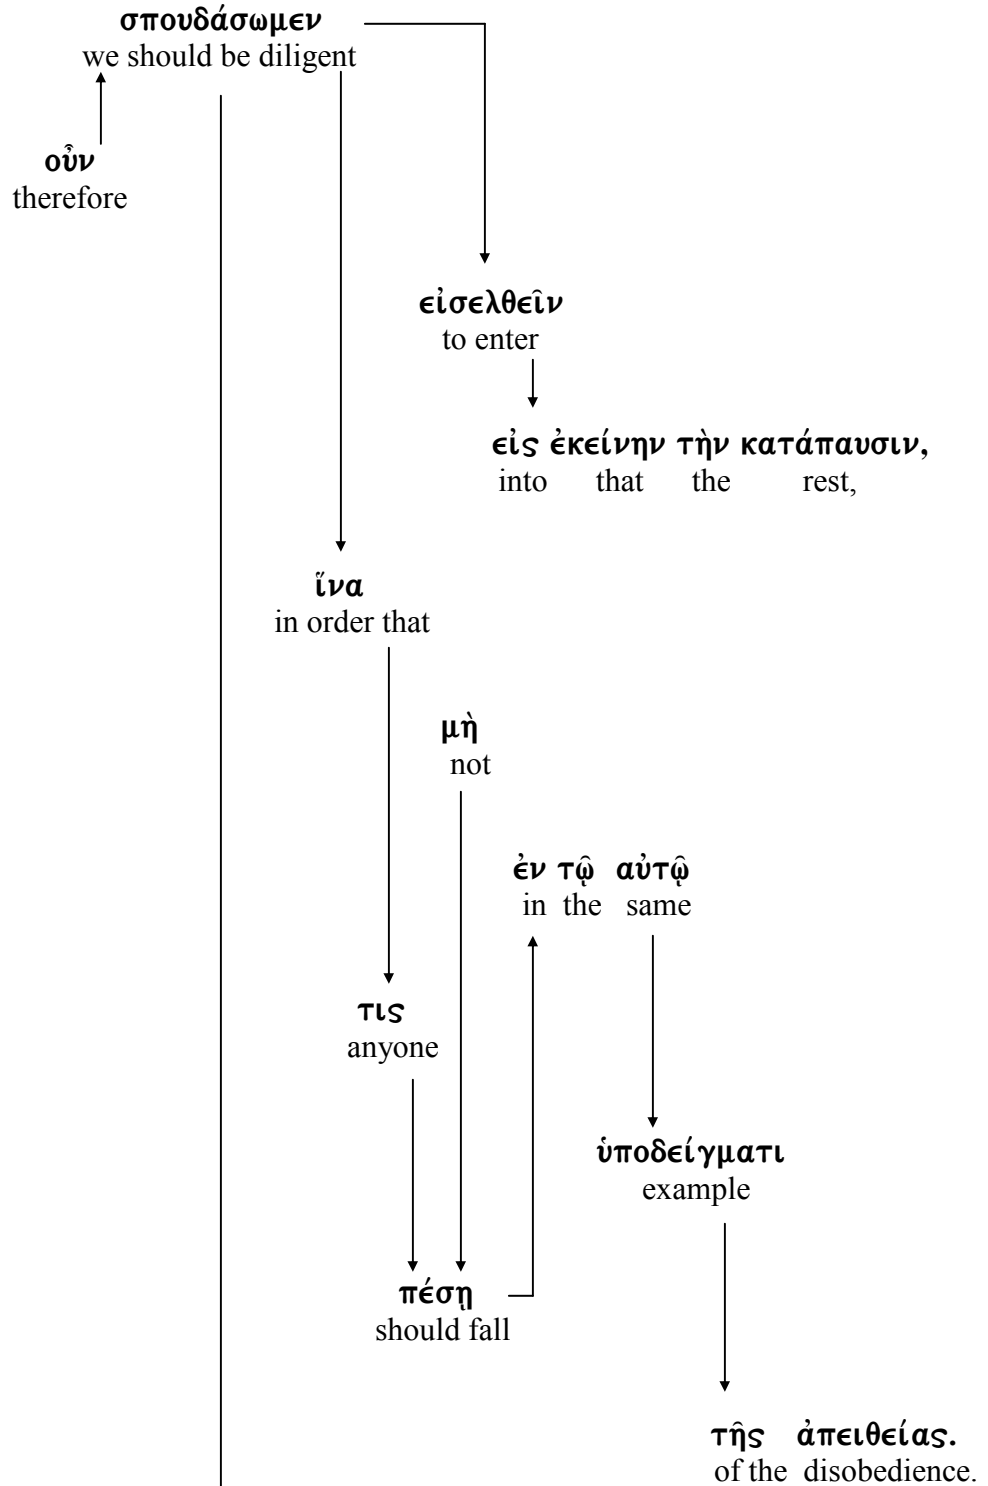 σπουδάσωμεν
we should be diligent
οὖν
therefore
εἰσελθεῖν
to enter
εἰς ἐκείνην τὴν κατάπαυσιν,
into that the rest,
ἵνα
in order that
μὴ
not
ἐν τῷ αὐτῷ
in the same
τις
anyone
ὑποδείγματι
example
πέσῃ
should fall
τῆς ἀπειθείας.
of the disobedience.